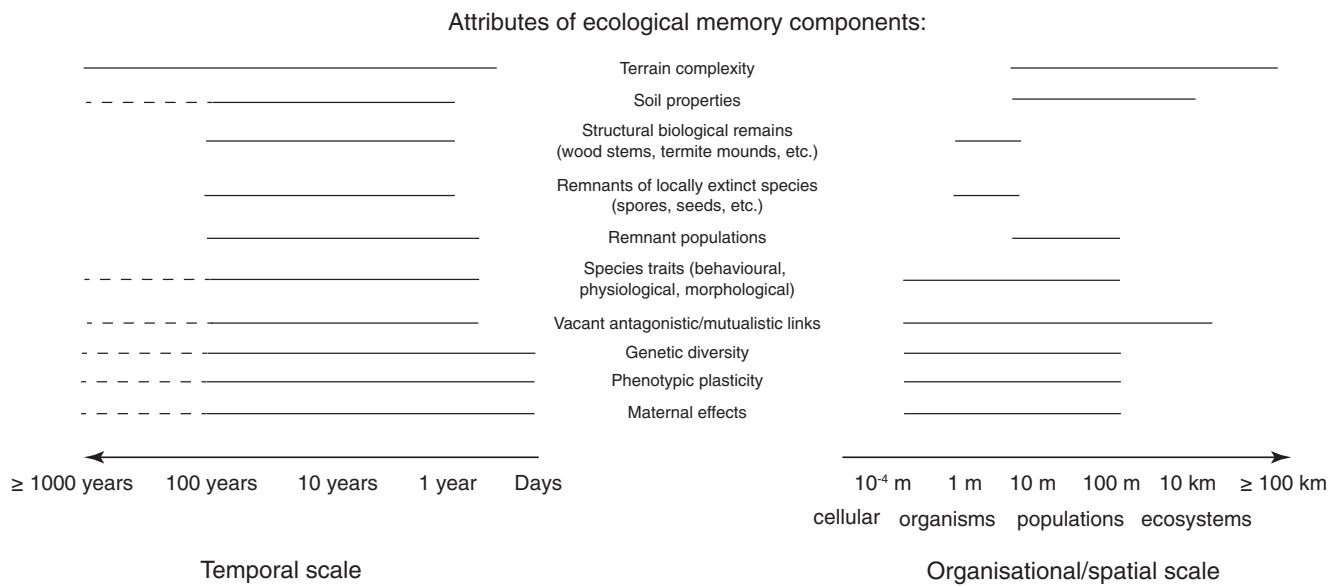 Attributes of ecological memory components:
Terrain complexity
Soil properties
Structural biological remains
(wood stems, termite mounds, etc.)
Remnants of locally extinct species
(spores, seeds, etc.)
Remnant populations
Species traits (behavioural,
physiological, morphological)
Vacant antagonistic/mutualistic links
Genetic diversity
Phenotypic plasticity
Maternal effects
≥ 1000 years 100 years 10 years 1 year Days
10⁻⁴ m 1 m 10 m 100 m 10 km ≥ 100 km
cellular organisms populations ecosystems
Temporal scale
Organisational/spatial scale